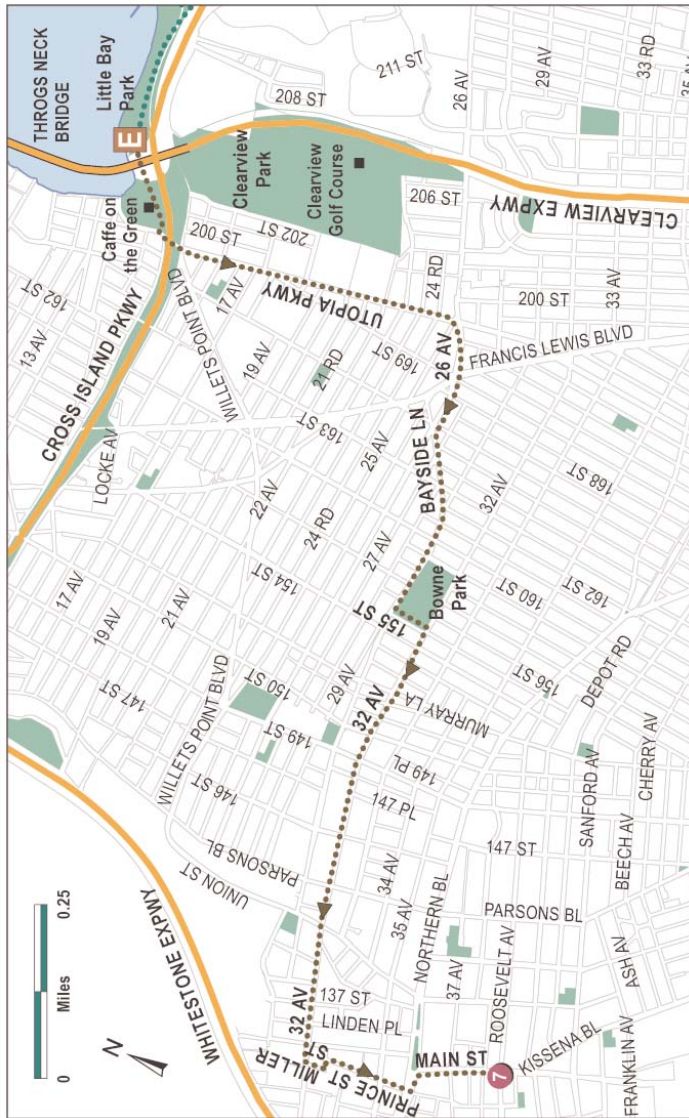 THROGS NECK
BRIDGE
Little Bay
Park
E
Caffe on
the Green
208 ST
211 ST
Clearview
Park
Clearview
Golf Course
26 AV
29 AV
33 RD
35 AV
206 ST
CLEARVIEW EXPWY
200 ST
202 ST
24 RD
200 ST
33 AV
162 ST
13 AV
CROSS ISLAND PKWY
WILLETS POINT BLVD
17 AV
UTOPIA PKWY
19 AV
21 RD
169 ST
26 AV
FRANCIS LEWIS BLVD
LOCKE AV
163 ST
25 AV
BAYSIDE LN
32 AV
168 ST
22 AV
24 RD
27 AV
154 ST
155 ST
Bowne
Park
160 ST
162 ST
17 AV
19 AV
21 AV
147 ST
WILLETS POINT BLVD
150 ST
149 ST
29 AV
32 AV
MURRAY LA
156 ST
DEPOT RD
146 ST
149 PL
147 PL
147 ST
SANFORD AV
CHERRY AV
BEECH AV
PARSONS BL
UNION ST
34 AV
35 AV
NORTHERN BL
PARSONS BL
37 AV
ROOSEVELT AV
ASH AV
WHITESTONE EXPWY
32 AV
137 ST
LINDEN PL
MILLER
ST
PRINCE ST
MAIN ST
7
KISSENA BL
FRANKLIN AV
N
0
Miles
0.25